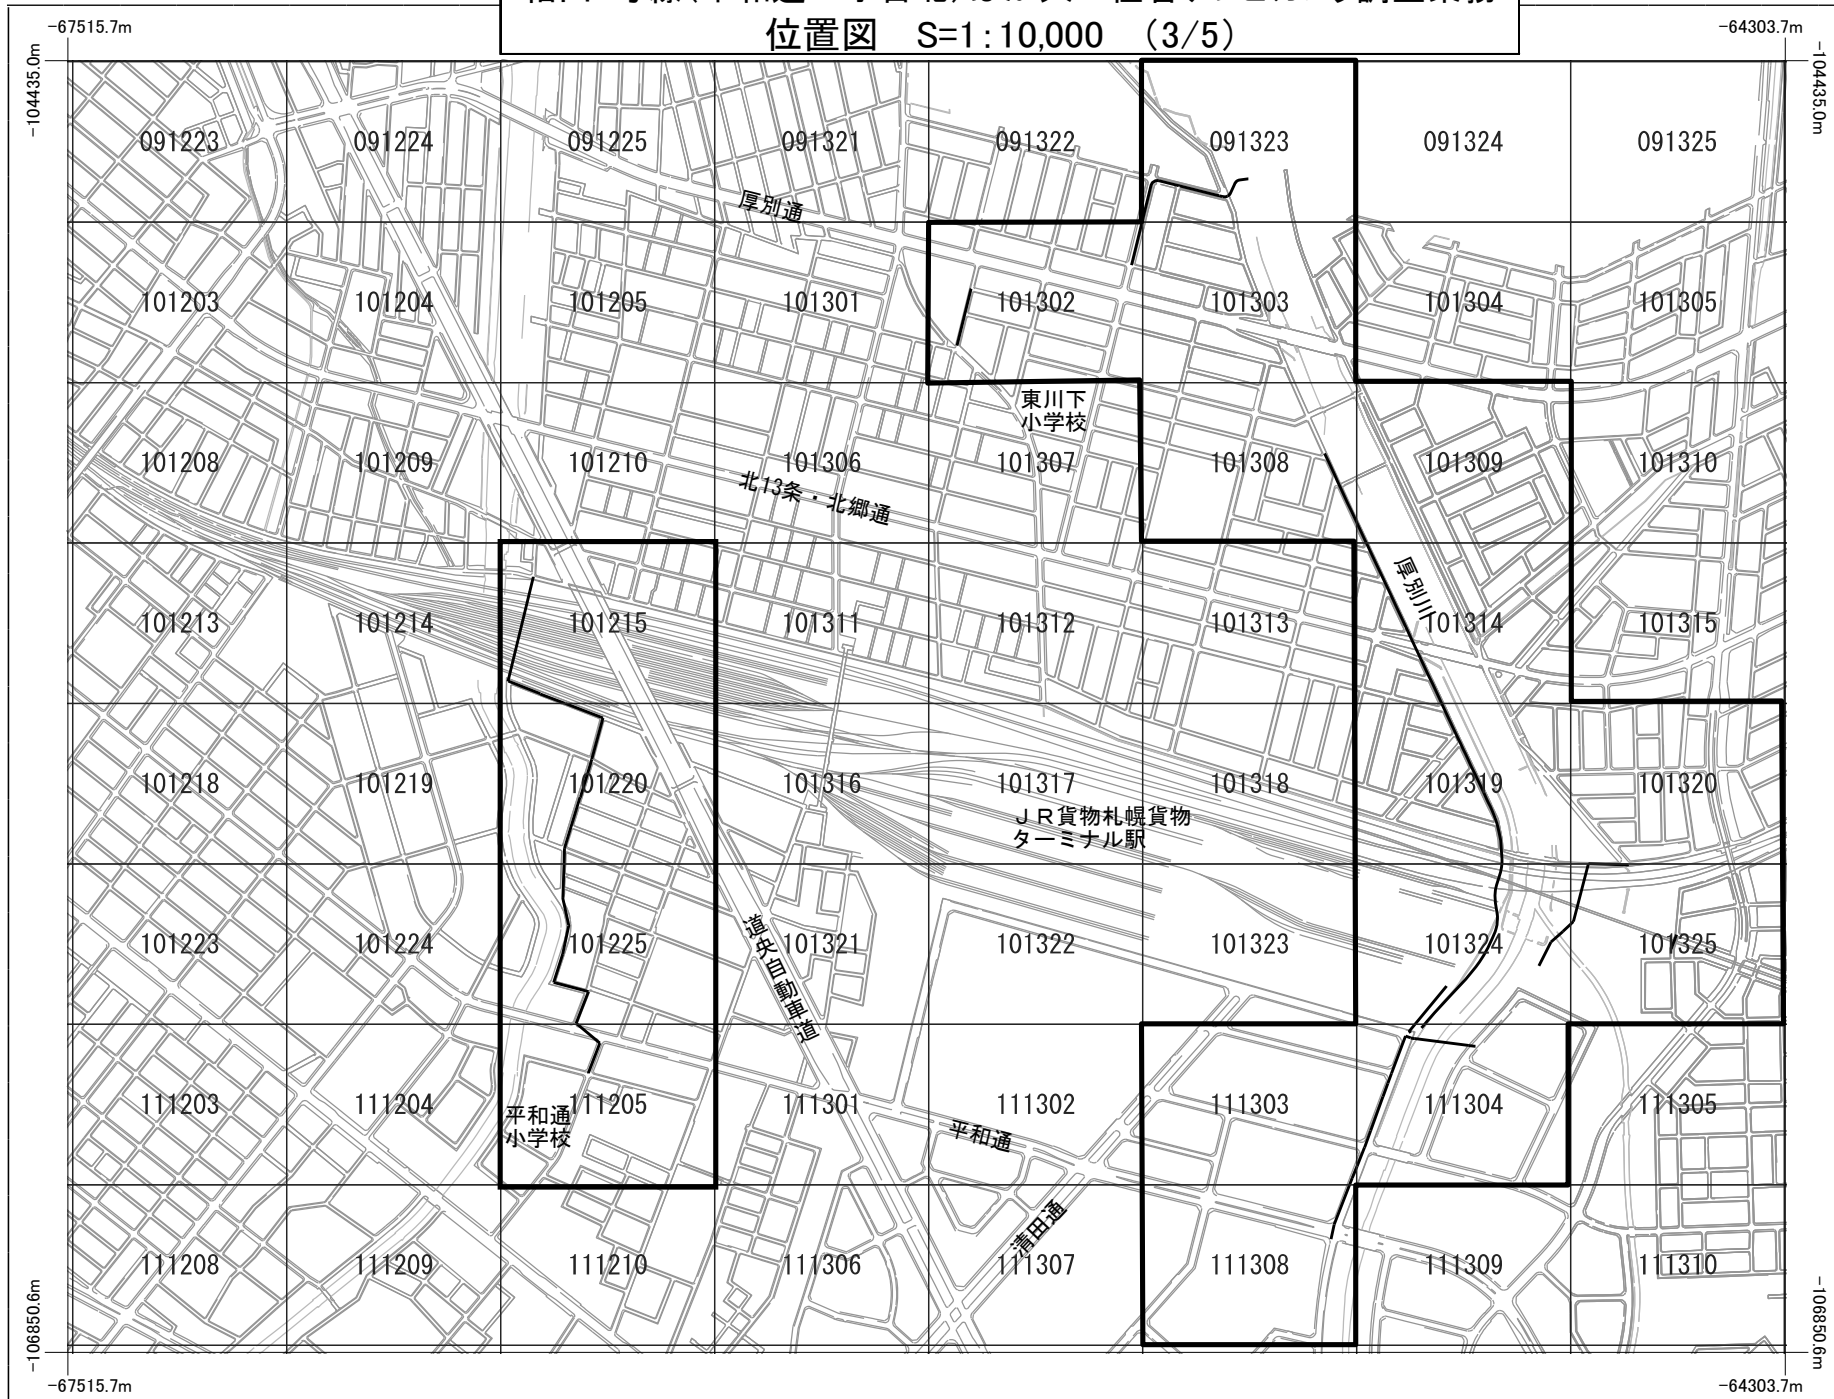 位置図 S=1:10,000 (3/5)
-67515.7m
-64303.7m
-104435.0m
-104435.0m
091223 091224 091225 091321 091322 091323 091324 091325
厚別通
101203 101204 101205 101301 101302 101303 101304 101305
東川下
小学校
101208 101209 101210 101306 101307 101308 101309 101310
北13条・北郷通
厚別川
101213 101214 101215 101311 101312 101313 101314 101315
101218 101219 101220 101316 101317 101318 101319 101320
JR貨物札幌貨物
ターミナル駅
道央自動車道
101223 101224 101225 101321 101322 101323 101324 101325
111203 111204 111205 111301 111302 111303 111304 111305
平和通
小学校
平和通
清田通
111208 111209 111210 111306 111307 111308 111309 111310
-106850.6m
-106850.6m
-67515.7m
-64303.7m